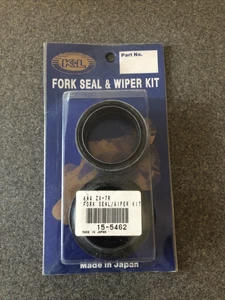 K&L
Part No.
FORK SEAL & WIPER KIT
KAW ZX-7R
FORK SEAL/WIPER KIT
15-5462
MADE IN JAPAN
Made in Japan